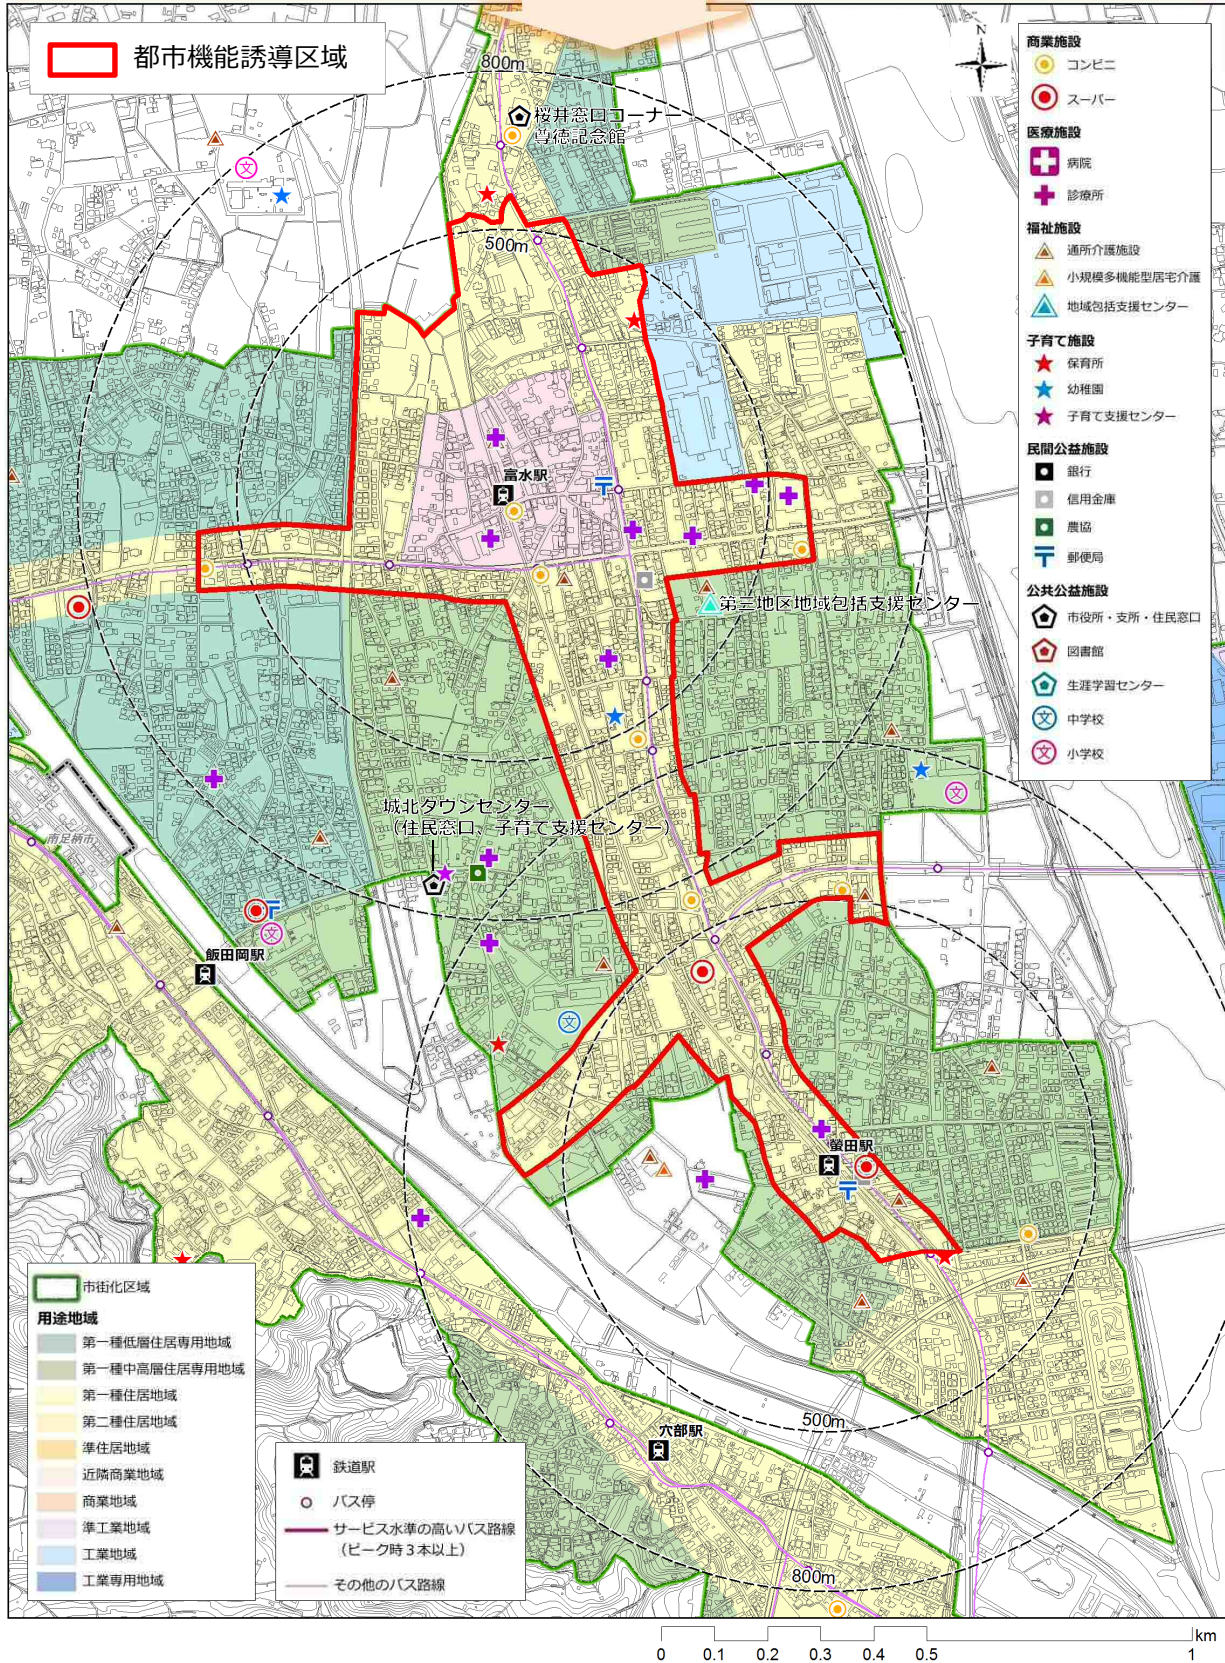 都市機能誘導区域
800m
N
桜井窓口コーナー
尊徳記念館
500m
富水駅
第二地区地域包括支援センター
城北タウンセンター
（住民窓口、子育て支援センター）
南足柄市
飯田岡駅
螢田駅
穴部駅
500m
800m
商業施設
コンビニ
スーパー
医療施設
病院
診療所
福祉施設
通所介護施設
小規模多機能型居宅介護
地域包括支援センター
子育て施設
保育所
幼稚園
子育て支援センター
民間公益施設
銀行
信用金庫
農協
郵便局
公共公益施設
市役所・支所・住民窓口
図書館
生涯学習センター
文 中学校
文 小学校
市街化区域
用途地域
第一種低層住居専用地域
第一種中高層住居専用地域
第一種住居地域
第二種住居地域
準住居地域
近隣商業地域
商業地域
準工業地域
工業地域
工業専用地域
鉄道駅
バス停
サービス水準の高いバス路線
（ピーク時３本以上）
その他のバス路線
km
0 0.1 0.2 0.3 0.4 0.5 1